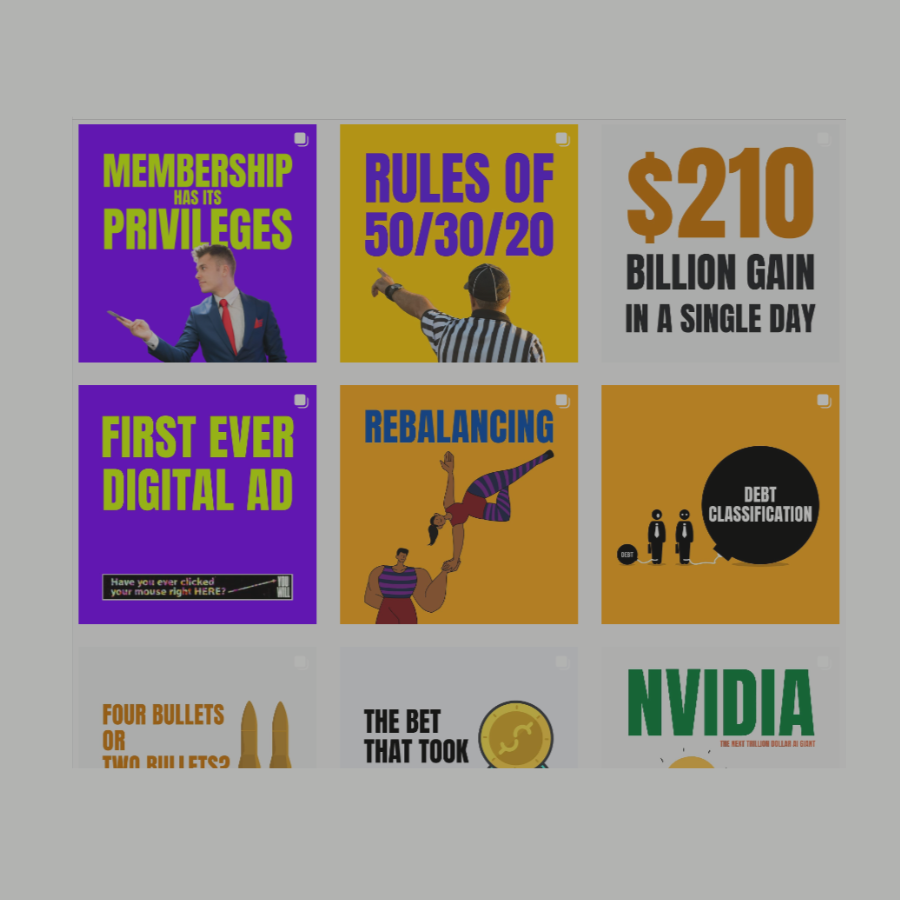 MEMBERSHIP
HAS ITS
PRIVILEGES
RULES OF
50/30/20
$210
BILLION GAIN
IN A SINGLE DAY
FIRST EVER
DIGITAL AD
Have you ever clicked
your mouse right HERE?
YOU
WILL
REBALANCING
DEBT
DEBT
CLASSIFICATION
FOUR BULLETS
OR
TWO BULLETS?
THE BET
THAT TOOK
NVIDIA
THE NEXT TRILLION DOLLAR AI GIANT